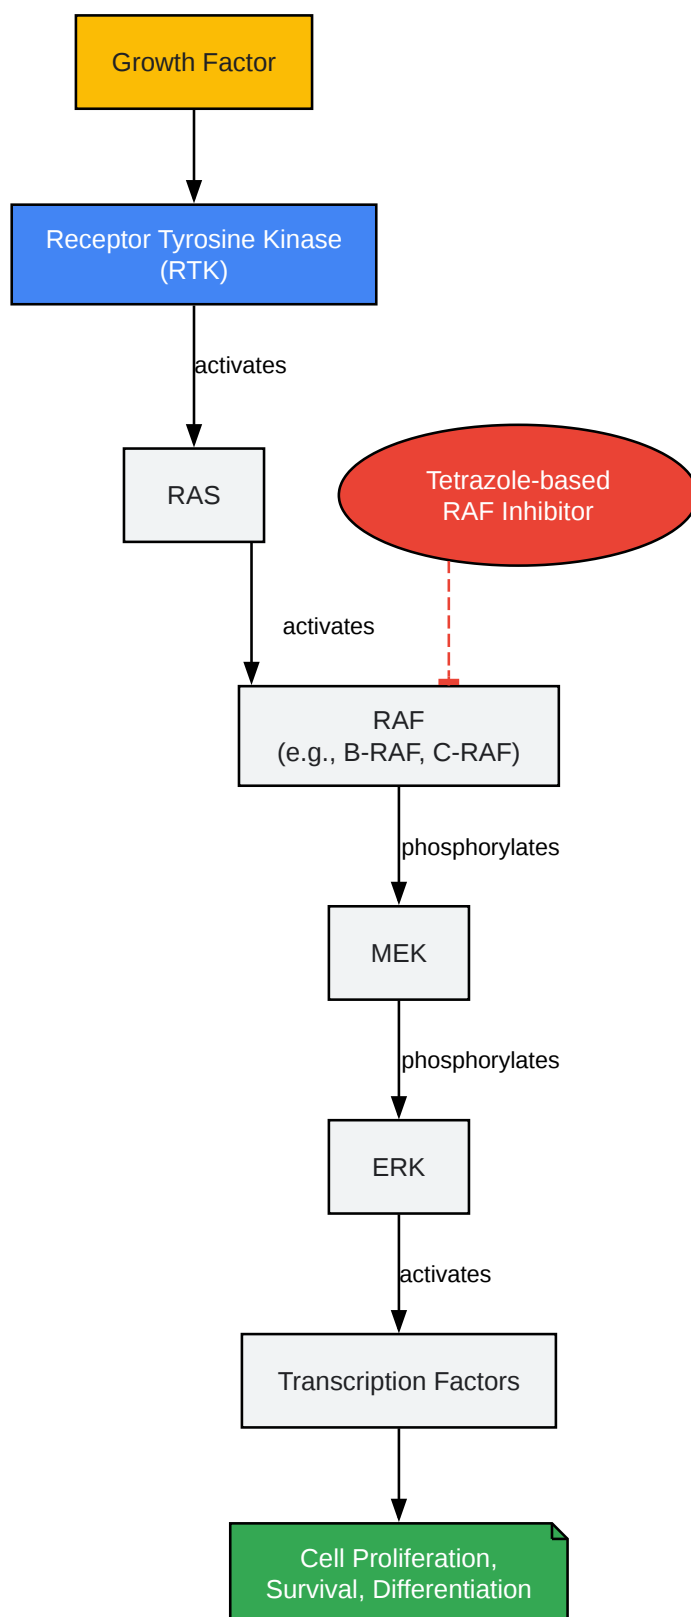 Growth Factor
Receptor Tyrosine Kinase
(RTK)
activates
RAS
Tetrazole-based
RAF Inhibitor
activates
RAF
(e.g., B-RAF, C-RAF)
phosphorylates
MEK
phosphorylates
ERK
activates
Transcription Factors
Cell Proliferation,
Survival, Differentiation